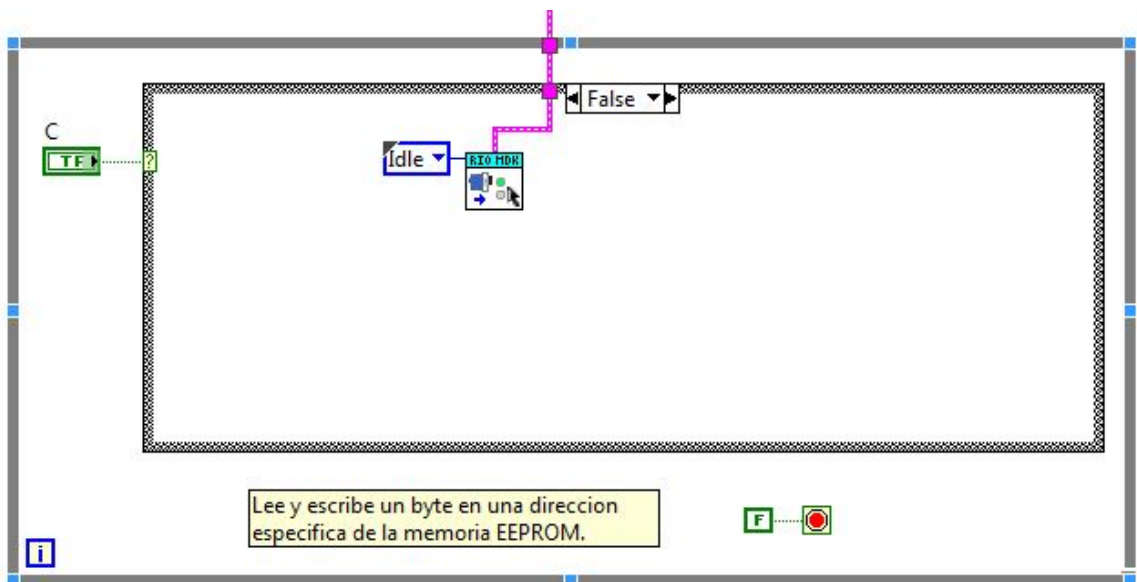 False
C
TF
?
Idle
RIO MDK
Lee y escribe un byte en una direccion
especifica de la memoria EEPROM.
F
i